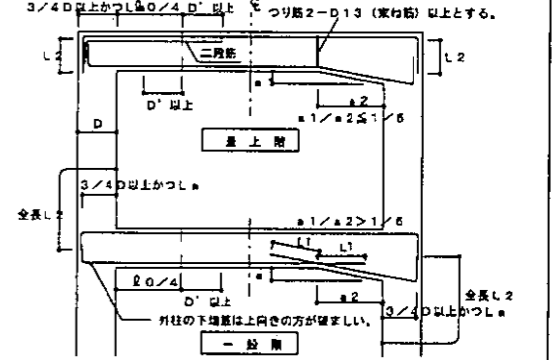 3/4D以上かつLa ℓ0/4 D'以上 ℄ つり筋2-D13 (束ね筋) 以上とする。
L2 二段筋 L2
D'以上 a1
a2
D a1/a2≦1/6
最上階
3/4D以上かつLa
全長L2 a1/a2>1/6
L1 L1
ℓ0/4 D'以上 a1 a2 全長L2
3/4D以上かつLa
外柱の下端筋は上向きの方が望ましい。
一般階